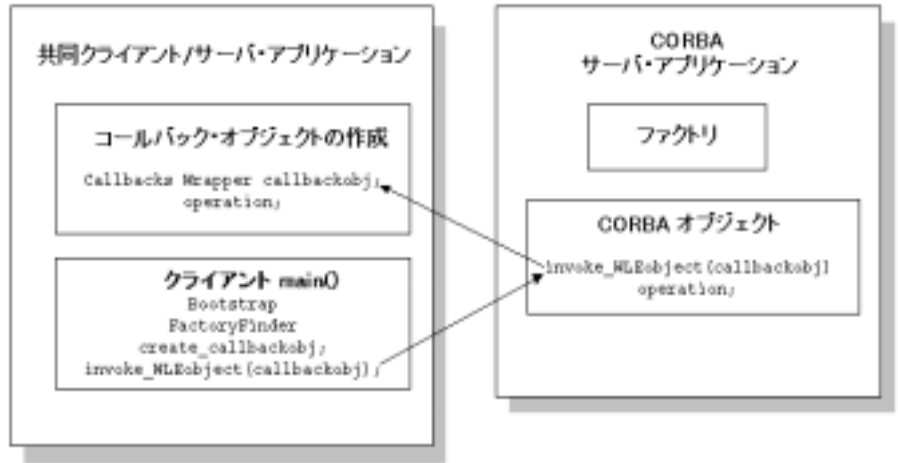 共同クライアント/サーバ・アプリケーション
コールバック・オブジェクトの作成
Callbacks Wrapper callbackobj;
operation;
クライアント main()
Bootstrap
FactoryFinder
create_callbackobj;
invoke_WLEobject(callbackobj);
CORBA
サーバ・アプリケーション
ファクトリ
CORBA オブジェクト
invoke_WLEobject(callbackobj)
operation;